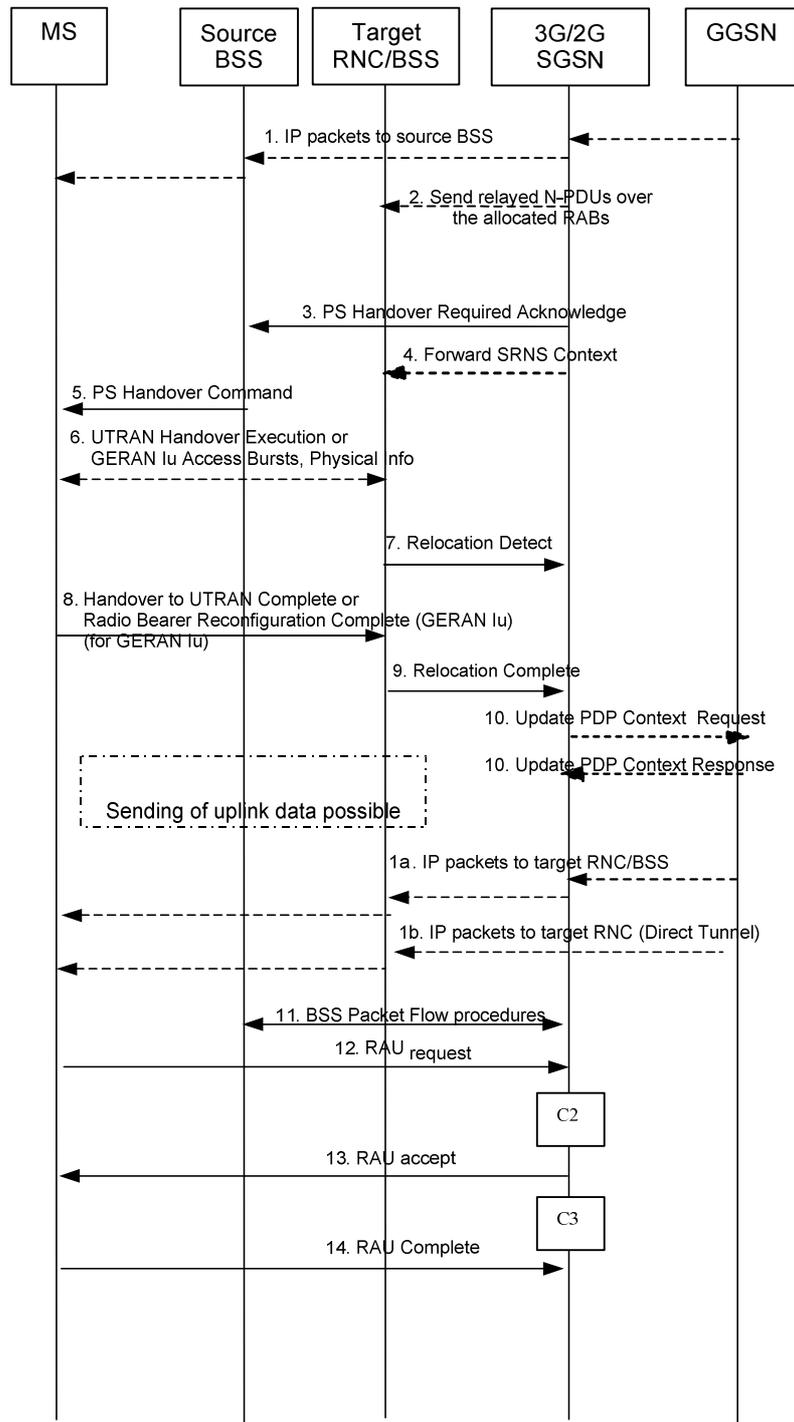 MS
Source
BSS
Target
RNC/BSS
3G/2G
SGSN
GGSN
1. IP packets to source BSS
2. Send relayed N-PDUs over
the allocated RABs
3. PS Handover Required Acknowledge
4. Forward SRNS Context
5. PS Handover Command
6. UTRAN Handover Execution or
GERAN Iu Access Bursts, Physical Info
7. Relocation Detect
8. Handover to UTRAN Complete or
Radio Bearer Reconfiguration Complete (GERAN Iu)
(for GERAN Iu)
9. Relocation Complete
10. Update PDP Context Request
10. Update PDP Context Response
Sending of uplink data possible
1a. IP packets to target RNC/BSS
1b. IP packets to target RNC (Direct Tunnel)
11. BSS Packet Flow procedures
12. RAU request
C2
13. RAU accept
C3
14. RAU Complete